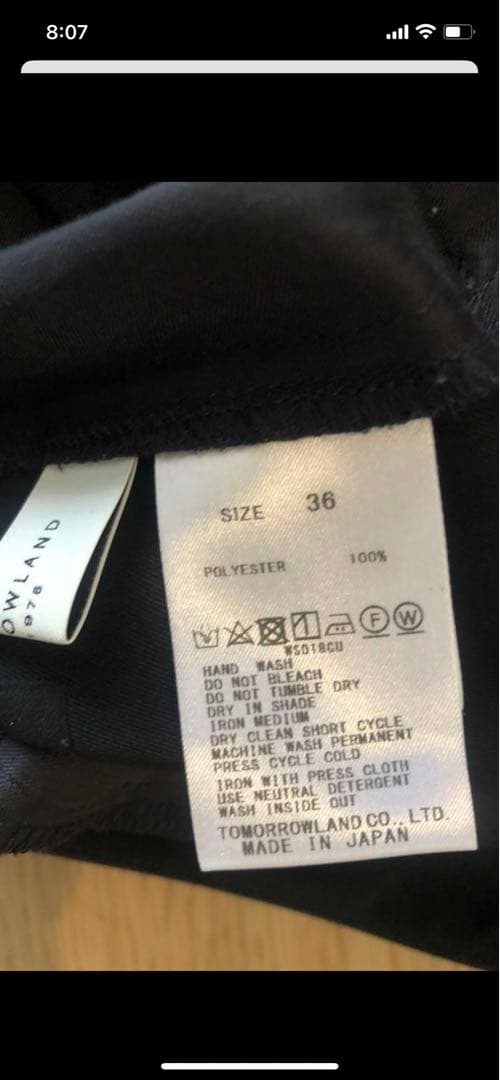 8:07
OWLAND
1978
SIZE 36
POLYESTER 100%
F W
WS018CU
HAND WASH
DO NOT BLEACH
DO NOT TUMBLE DRY
DRY IN SHADE
IRON MEDIUM
DRY CLEAN SHORT CYCLE
MACHINE WASH PERMANENT
PRESS CYCLE COLD
IRON WITH PRESS CLOTH
USE NEUTRAL DETERGENT
WASH INSIDE OUT
TOMORROWLAND CO., LTD.
MADE IN JAPAN